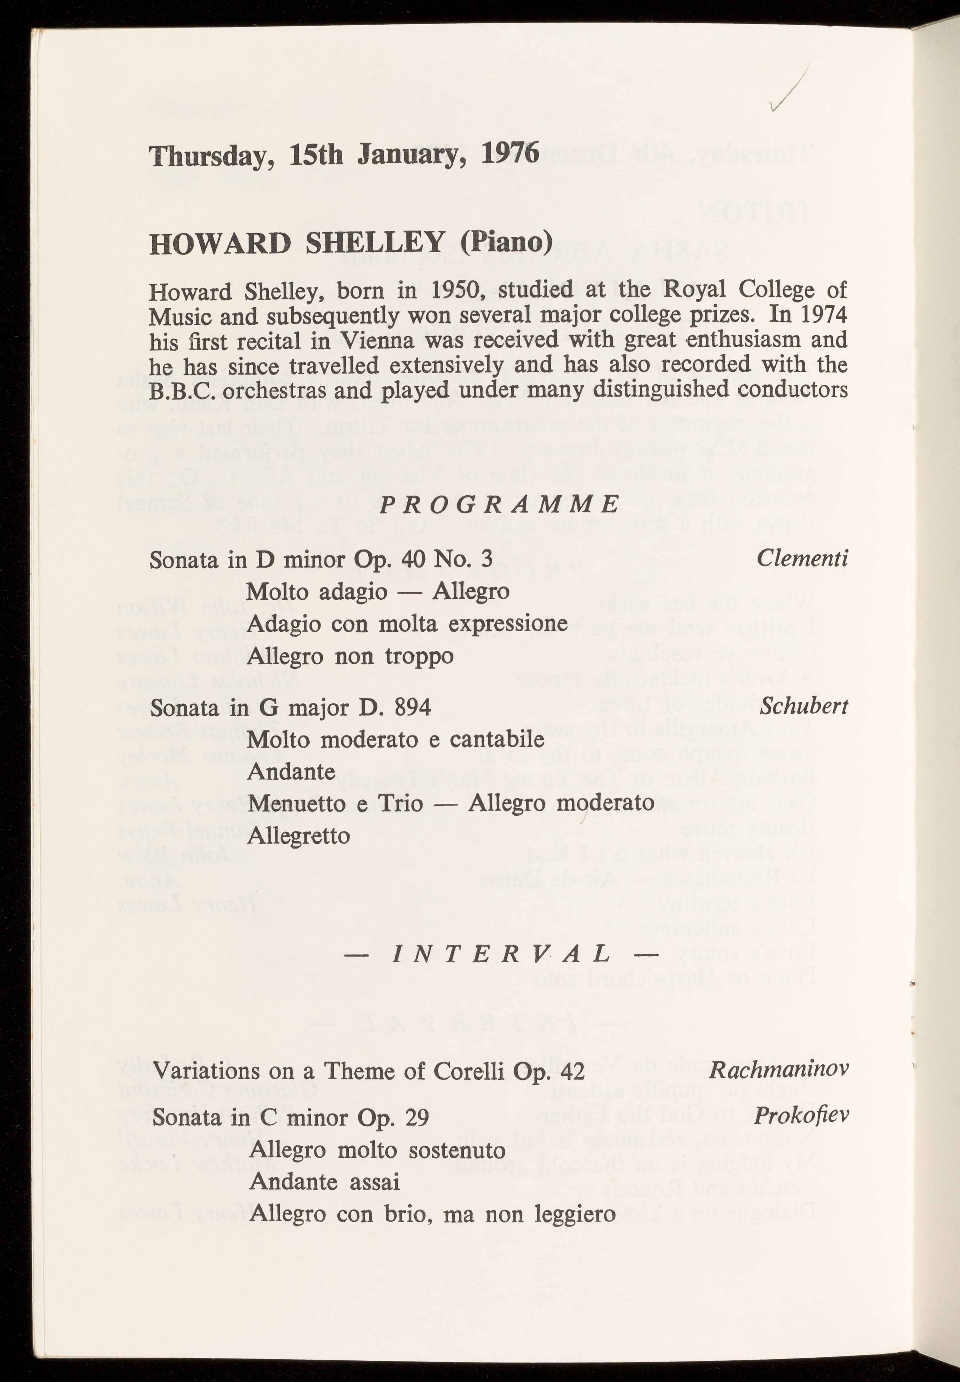 Thursday, 15th January, 1976
HOWARD SHELLEY (Piano)
Howard Shelley, born in 1950, studied at the Royal College of
Music and subsequently won several major college prizes. In 1974
his first recital in Vienna was received with great enthusiasm and
he has since travelled extensively and has also recorded with the
B.B.C. orchestras and played under many distinguished conductors
PROGRAMME
Sonata in D minor Op. 40 No. 3 Clementi
Molto adagio — Allegro
Adagio con molta expressione
Allegro non troppo
Sonata in G major D. 894 Schubert
Molto moderato e cantabile
Andante
Menuetto e Trio — Allegro moderato
Allegretto
— INTERVAL —
Variations on a Theme of Corelli Op. 42 Rachmaninov
Sonata in C minor Op. 29 Prokofiev
Allegro molto sostenuto
Andante assai
Allegro con brio, ma non leggiero